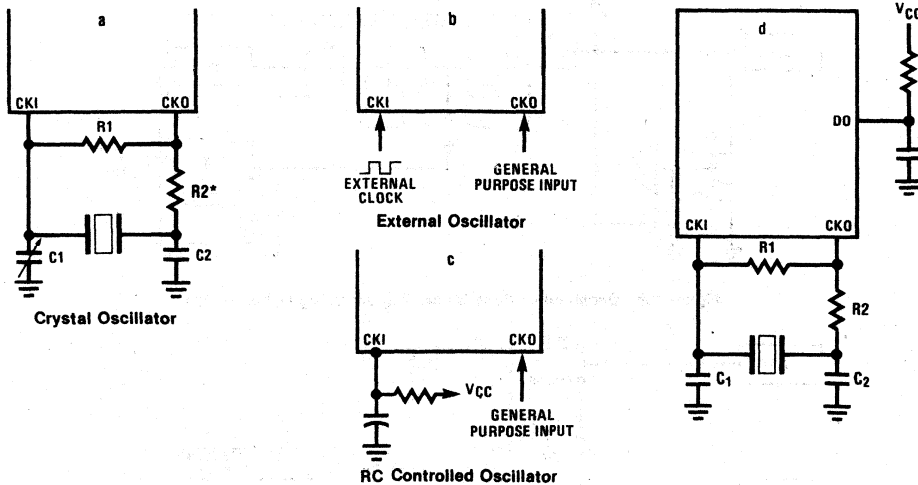 a
CKI CKO
R1
R2*
C1 C2
Crystal Oscillator
b
CKI CKO
EXTERNAL
CLOCK
GENERAL
PURPOSE INPUT
External Oscillator
c
CKI CKO
VCC
GENERAL
PURPOSE INPUT
RC Controlled Oscillator
d
VCC
DO
CKI CKO
R1
R2
C1 C2